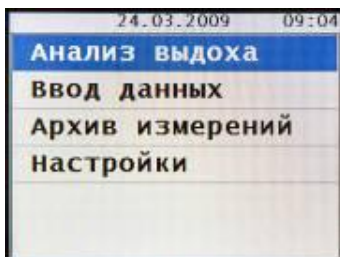 24.03.2009 09:04
Анализ выдоха
Ввод данных
Архив измерений
Настройки